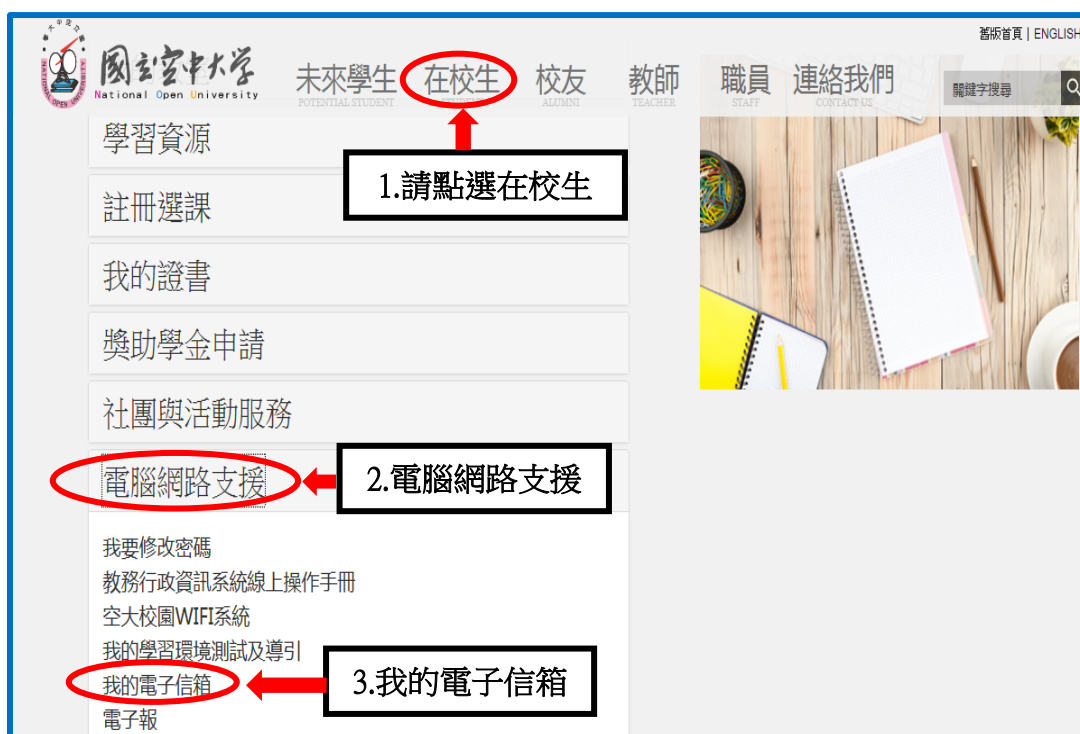 舊版首頁 | ENGLISH
國立空中大學
National Open University
未來學生 在校生 校友 教師 職員 連絡我們
POTENTIAL STUDENT ALUMNI TEACHER STAFF CONTACT US
關鍵字搜尋
學習資源
1.請點選在校生
註冊選課
我的證書
獎助學金申請
社團與活動服務
電腦網路支援
2.電腦網路支援
我要修改密碼
教務行政資訊系統線上操作手冊
空大校園WIFI系統
我的學習環境測試及導引
我的電子信箱
3.我的電子信箱
電子報